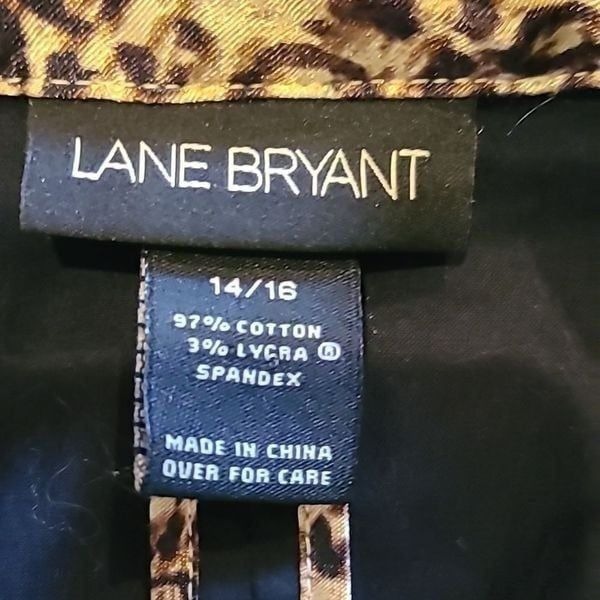 LANE BRYANT
14/16
97% COTTON
3% LYCRA ®
SPANDEX
MADE IN CHINA
OVER FOR CARE